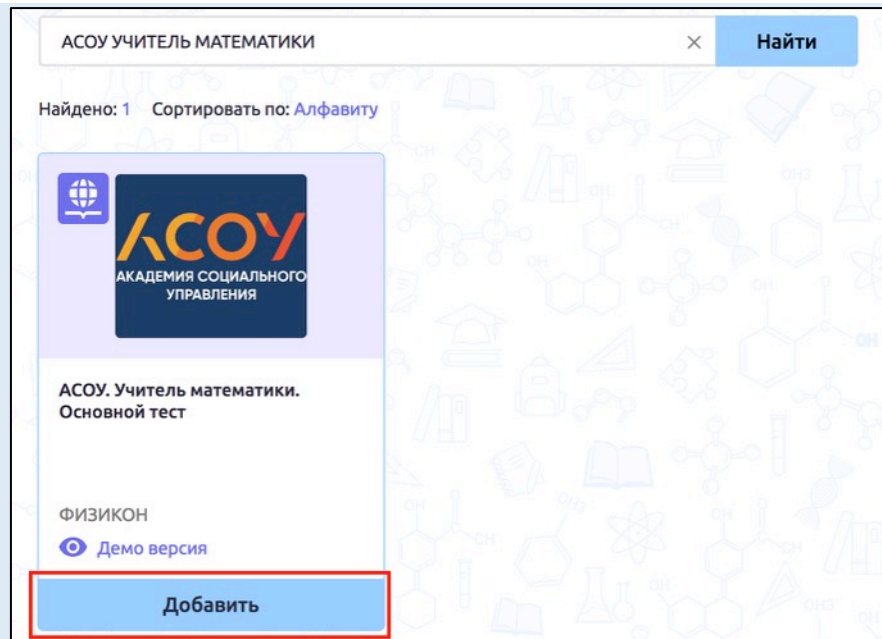 АСОУ УЧИТЕЛЬ МАТЕМАТИКИ
Найти
Найдено: 1 Сортировать по: Алфавиту
АСОУ
АКАДЕМИЯ СОЦИАЛЬНОГО
УПРАВЛЕНИЯ
АСОУ. Учитель математики.
Основной тест
ФИЗИКОН
Демо версия
Добавить